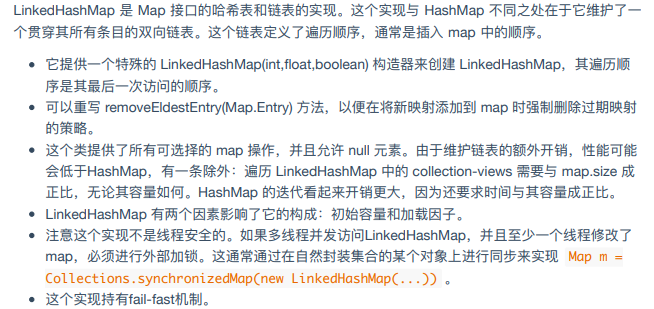 LinkedHashMap 是 Map 接口的哈希表和链表的实现。这个实现与 HashMap 不同之处在于它维护了一
个贯穿其所有条目的双向链表。这个链表定义了遍历顺序，通常是插入 map 中的顺序。
• 它提供一个特殊的 LinkedHashMap(int,float,boolean) 构造器来创建 LinkedHashMap，其遍历顺
序是其最后一次访问的顺序。
• 可以重写 removeEldestEntry(Map.Entry) 方法，以便在将新映射添加到 map 时强制删除过期映射
的策略。
• 这个类提供了所有可选择的 map 操作，并且允许 null 元素。由于维护链表的额外开销，性能可能
会低于HashMap，有一条除外：遍历 LinkedHashMap 中的 collection-views 需要与 map.size 成
正比，无论其容量如何。HashMap 的迭代看起来开销更大，因为还要求时间与其容量成正比。
• LinkedHashMap 有两个因素影响了它的构成：初始容量和加载因子。
• 注意这个实现不是线程安全的。如果多线程并发访问LinkedHashMap，并且至少一个线程修改了
map，必须进行外部加锁。这通常通过在自然封装集合的某个对象上进行同步来实现 Map m =
Collections.synchronizedMap(new LinkedHashMap(...)) 。
• 这个实现持有fail-fast机制。